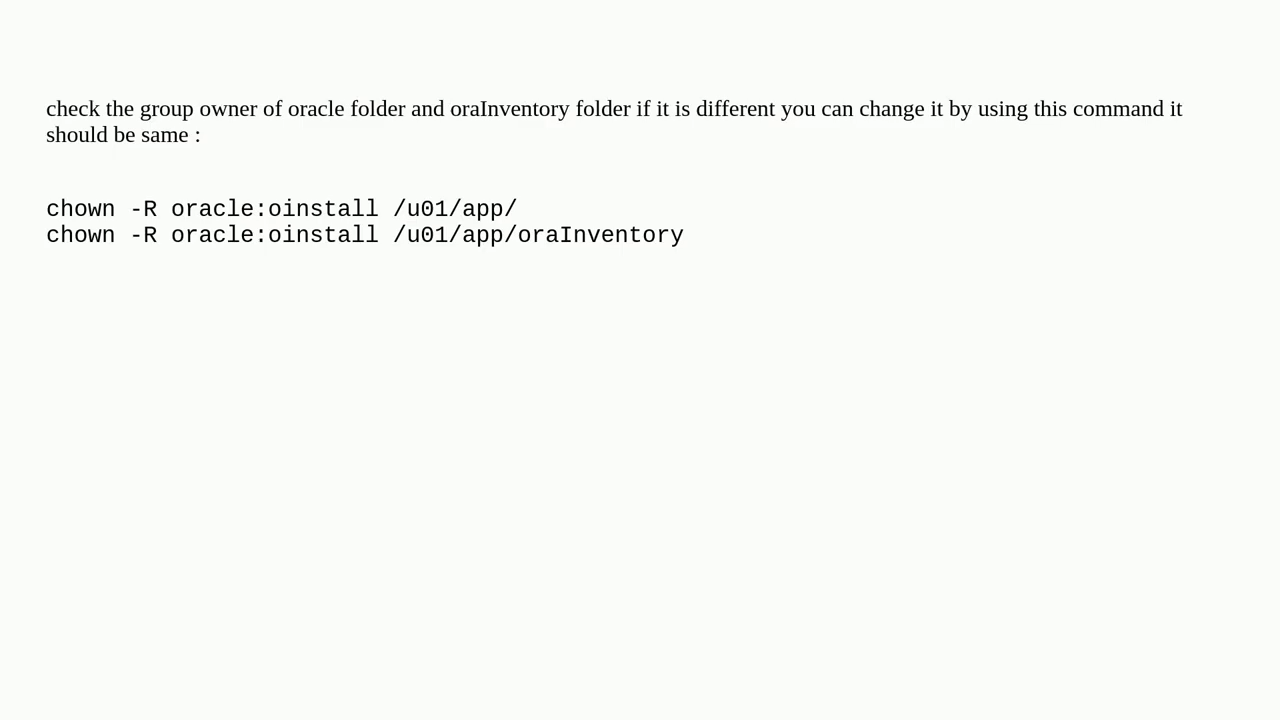 check the group owner of oracle folder and oraInventory folder if it is different you can change it by using this command it
should be same :
chown -R oracle:oinstall /u01/app/
chown -R oracle:oinstall /u01/app/oraInventory